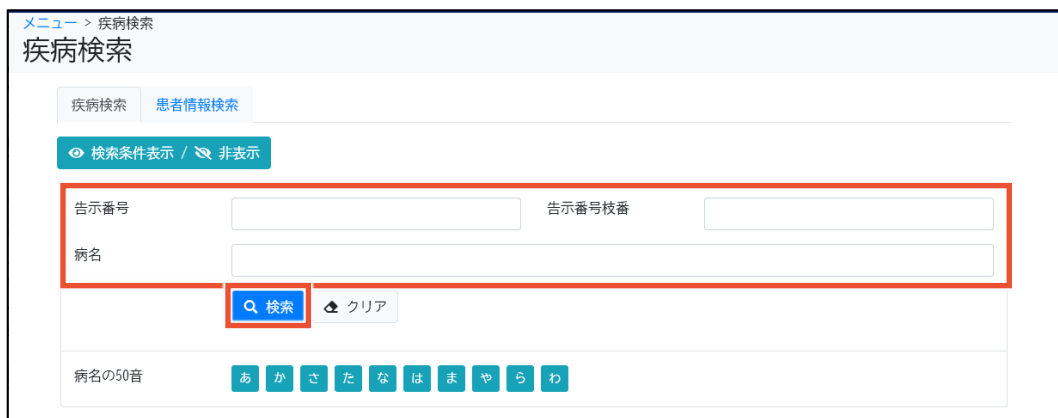 メニュー > 疾病検索
疾病検索
疾病検索 患者情報検索
検索条件表示 / 非表示
告示番号 告示番号枝番
病名
検索 クリア
病名の50音 あ か さ た な は ま や ら わ